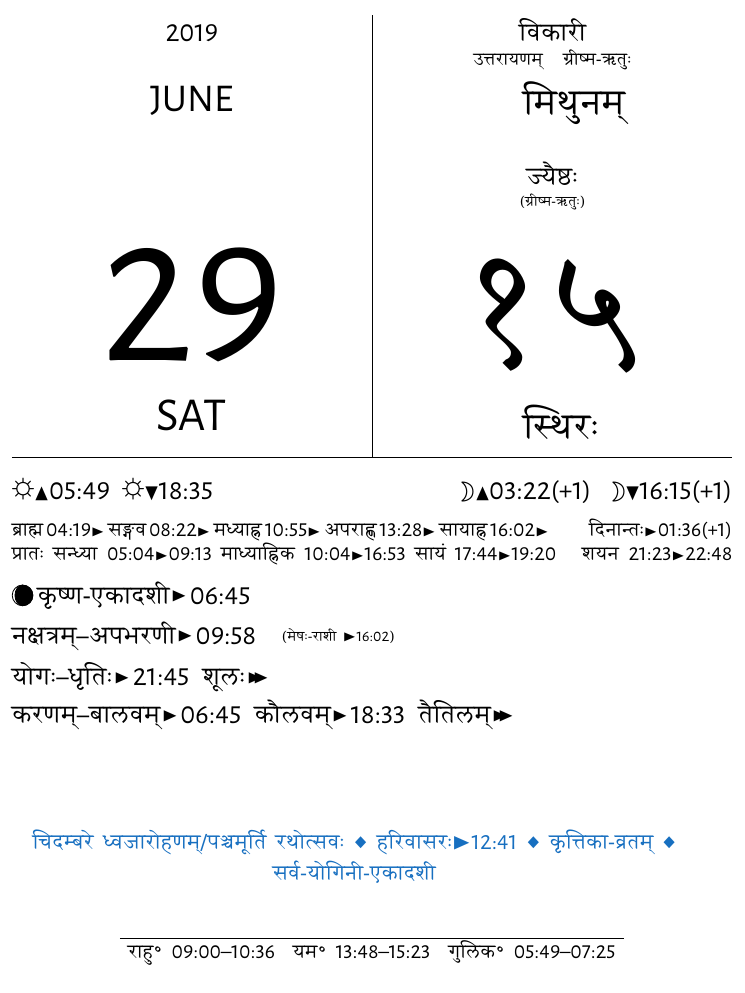 2019
JUNE
29
SAT
विकारी
उत्तरायणम् ग्रीष्म-ऋतुः
मिथुनम्
ज्यैष्ठः
(ग्रीष्म-ऋतुः)
१५
स्थिरः
☼▲05:49 ☼▼18:35 ☽▲03:22(+1) ☽▼16:15(+1)
ब्राह्म 04:19► सङ्गव 08:22► मध्याह्न 10:55► अपराह्ण 13:28► सायाह्न 16:02► दिनान्तः►01:36(+1)
प्रातः सन्ध्या 05:04►09:13 माध्याह्निक 10:04►16:53 सायं 17:44►19:20 शयन 21:23►22:48
कृष्ण-एकादशी► 06:45
नक्षत्रम्–अपभरणी► 09:58 (मेषः-राशी ►16:02)
योगः–धृतिः► 21:45 शूलः►►
करणम्–बालवम्► 06:45 कौलवम्► 18:33 तैतिलम्►►
चिदम्बरे ध्वजारोहणम्/पञ्चमूर्ति रथोत्सवः ◆ हरिवासरः►12:41 ◆ कृत्तिका-व्रतम् ◆
सर्व-योगिनी-एकादशी
राहु॰ 09:00–10:36 यम॰ 13:48–15:23 गुलिक॰ 05:49–07:25